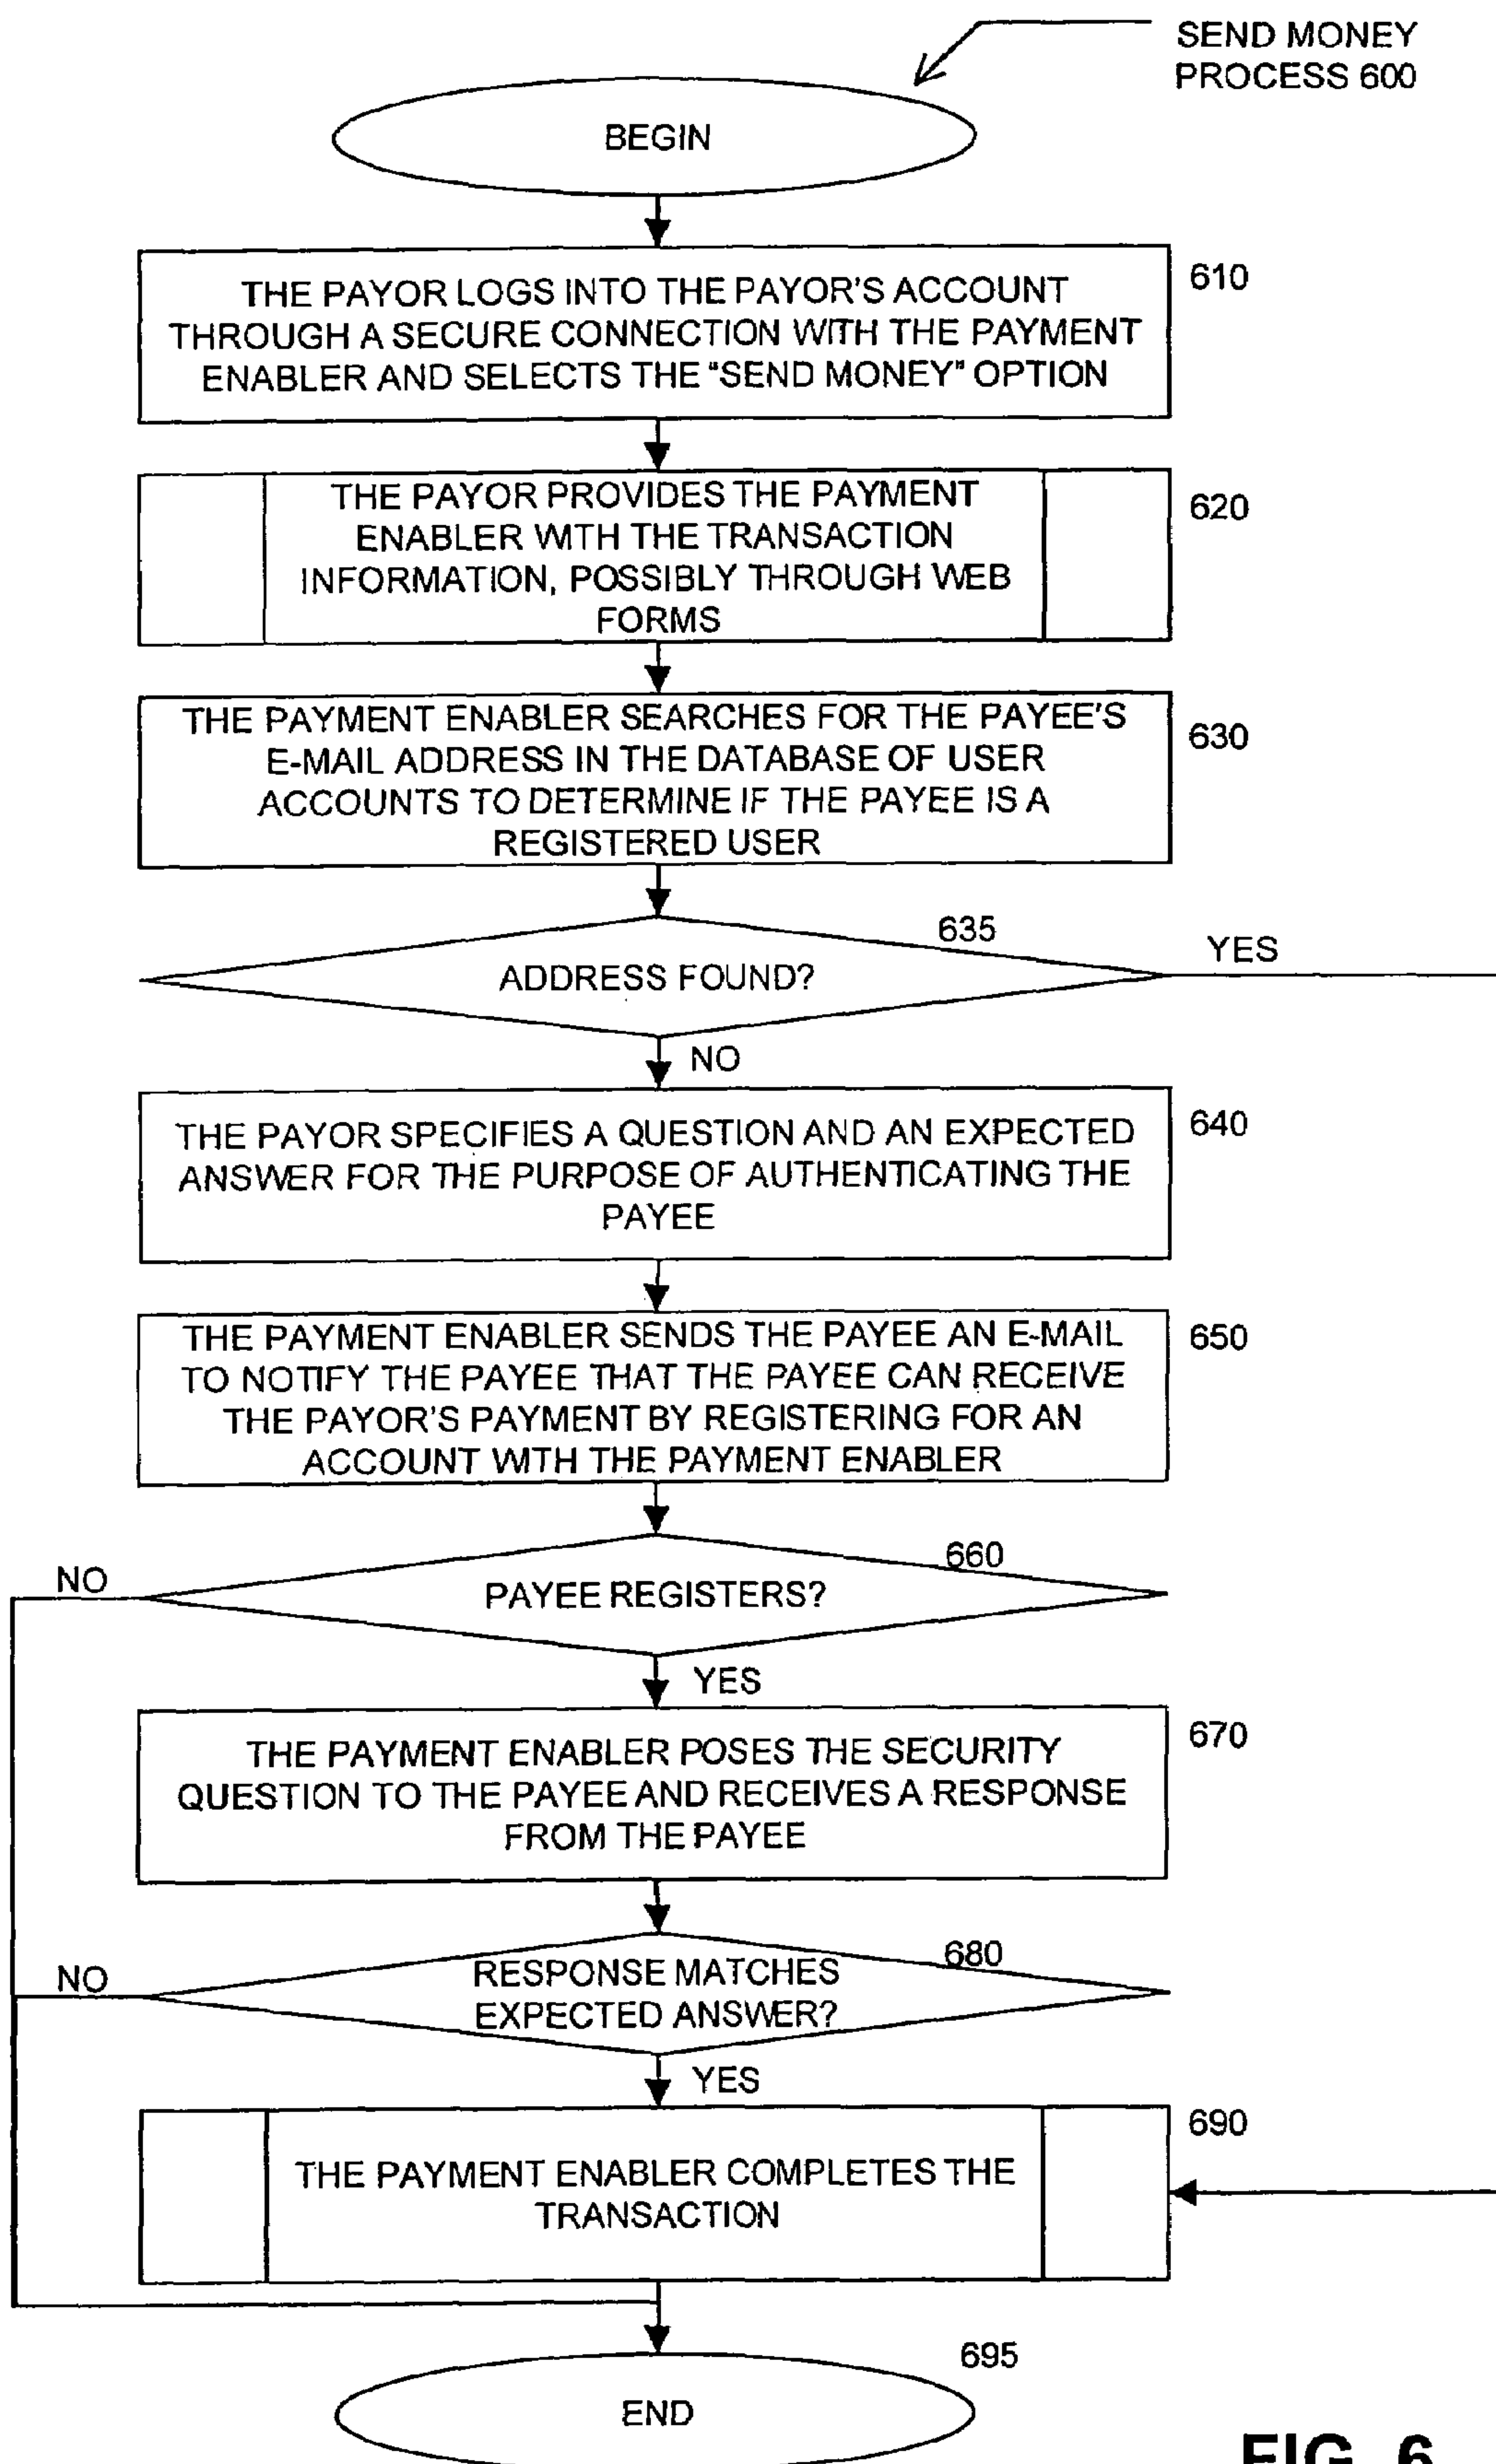 SEND MONEY
PROCESS 600
BEGIN
THE PAYOR LOGS INTO THE PAYOR'S ACCOUNT
THROUGH A SECURE CONNECTION WITH THE PAYMENT
ENABLER AND SELECTS THE "SEND MONEY" OPTION
610
THE PAYOR PROVIDES THE PAYMENT
ENABLER WITH THE TRANSACTION
INFORMATION, POSSIBLY THROUGH WEB
FORMS
620
THE PAYMENT ENABLER SEARCHES FOR THE PAYEE'S
E-MAIL ADDRESS IN THE DATABASE OF USER
ACCOUNTS TO DETERMINE IF THE PAYEE IS A
REGISTERED USER
630
635
ADDRESS FOUND?
YES
NO
THE PAYOR SPECIFIES A QUESTION AND AN EXPECTED
ANSWER FOR THE PURPOSE OF AUTHENTICATING THE
PAYEE
640
THE PAYMENT ENABLER SENDS THE PAYEE AN E-MAIL
TO NOTIFY THE PAYEE THAT THE PAYEE CAN RECEIVE
THE PAYOR'S PAYMENT BY REGISTERING FOR AN
ACCOUNT WITH THE PAYMENT ENABLER
650
660
NO
PAYEE REGISTERS?
YES
THE PAYMENT ENABLER POSES THE SECURITY
QUESTION TO THE PAYEE AND RECEIVES A RESPONSE
FROM THE PAYEE
670
680
NO
RESPONSE MATCHES
EXPECTED ANSWER?
YES
THE PAYMENT ENABLER COMPLETES THE
TRANSACTION
690
695
END
FIG. 6